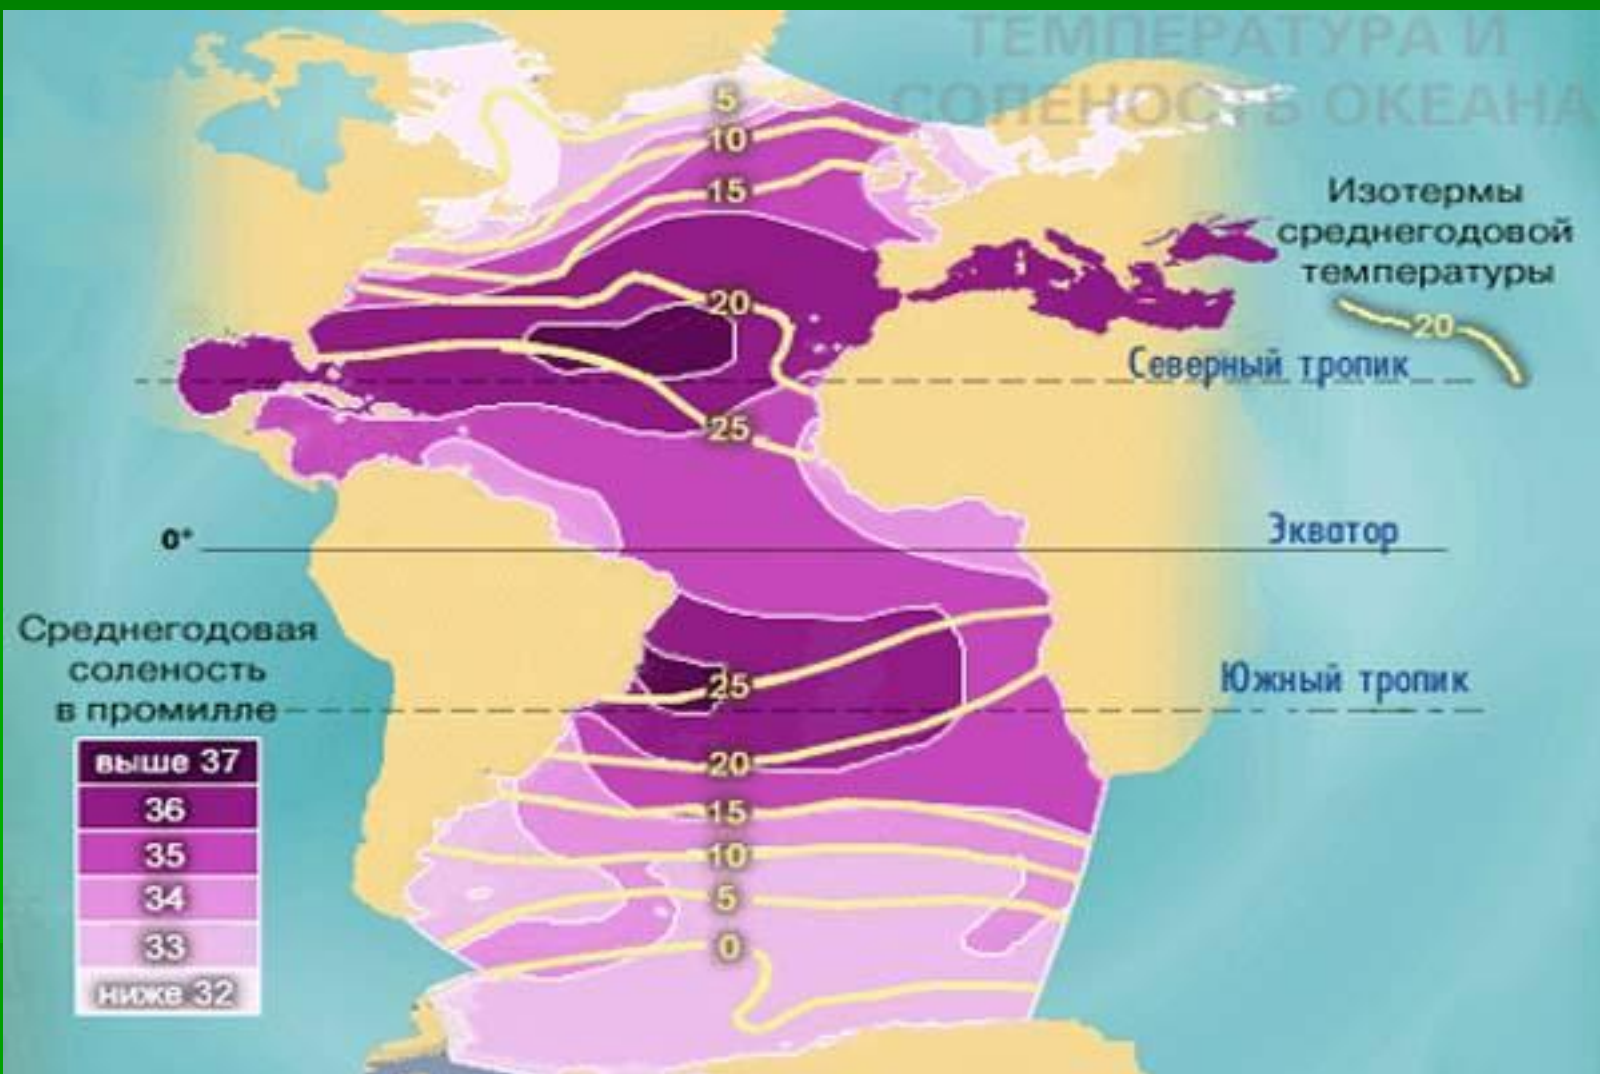 ТЕМПЕРАТУРА И
СОЛЕНОСТЬ ОКЕАНА
5
10
15
20
25
Изотермы
среднегодовой
температуры
20
Северный тропик
0°
Экватор
Среднегодовая
соленость
в промилле
Южный тропик
25
20
15
10
5
0
выше 37
36
35
34
33
ниже 32